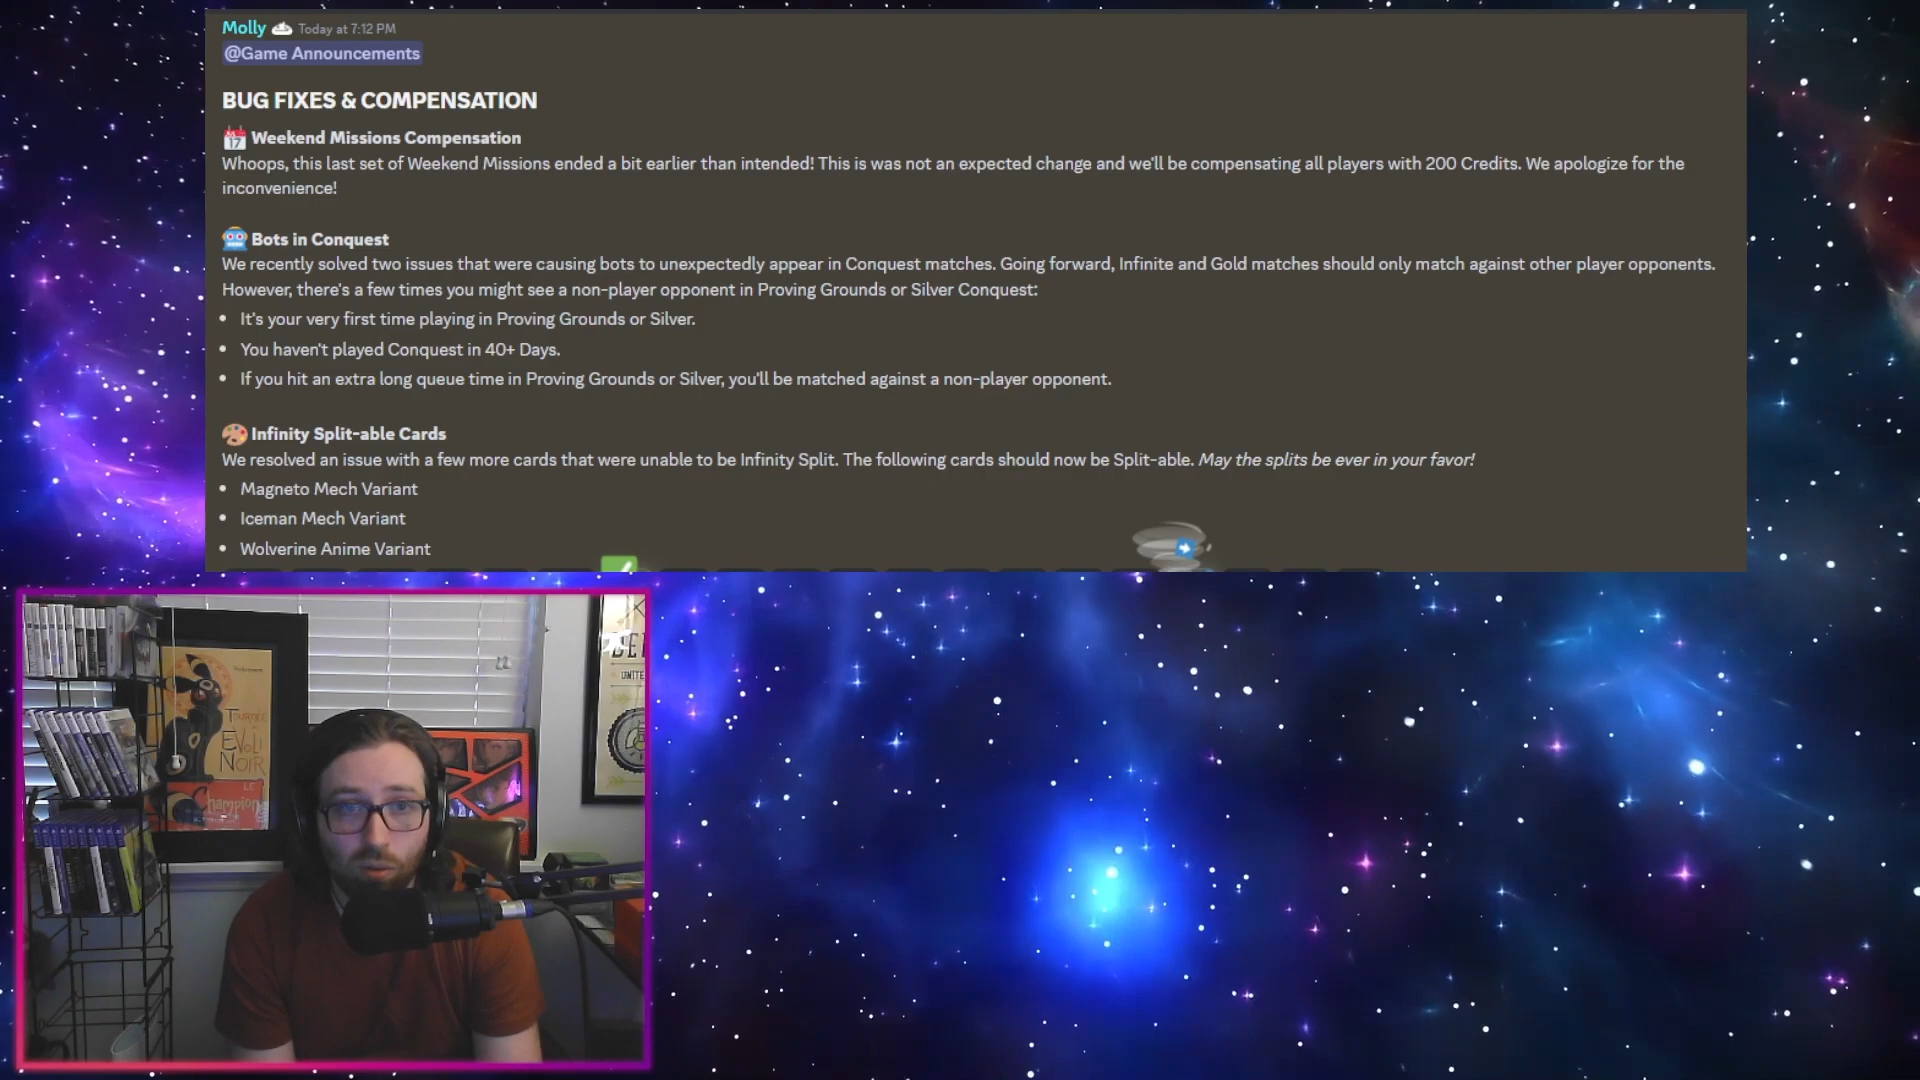 Molly Today at 7:12 PM
@Game Announcements
BUG FIXES & COMPENSATION
Weekend Missions Compensation
Whoops, this last set of Weekend Missions ended a bit earlier than intended! This is was not an expected change and we'll be compensating all players with 200 Credits. We apologize for the
inconvenience!
Bots in Conquest
We recently solved two issues that were causing bots to unexpectedly appear in Conquest matches. Going forward, Infinite and Gold matches should only match against other player opponents.
However, there's a few times you might see a non-player opponent in Proving Grounds or Silver Conquest:
• It's your very first time playing in Proving Grounds or Silver.
• You haven't played Conquest in 40+ Days.
• If you hit an extra long queue time in Proving Grounds or Silver, you'll be matched against a non-player opponent.
Infinity Split-able Cards
We resolved an issue with a few more cards that were unable to be Infinity Split. The following cards should now be Split-able. May the splits be ever in your favor!
• Magneto Mech Variant
• Iceman Mech Variant
• Wolverine Anime Variant
TOURNÉE
EVOLI
NOIR
LE
Champion